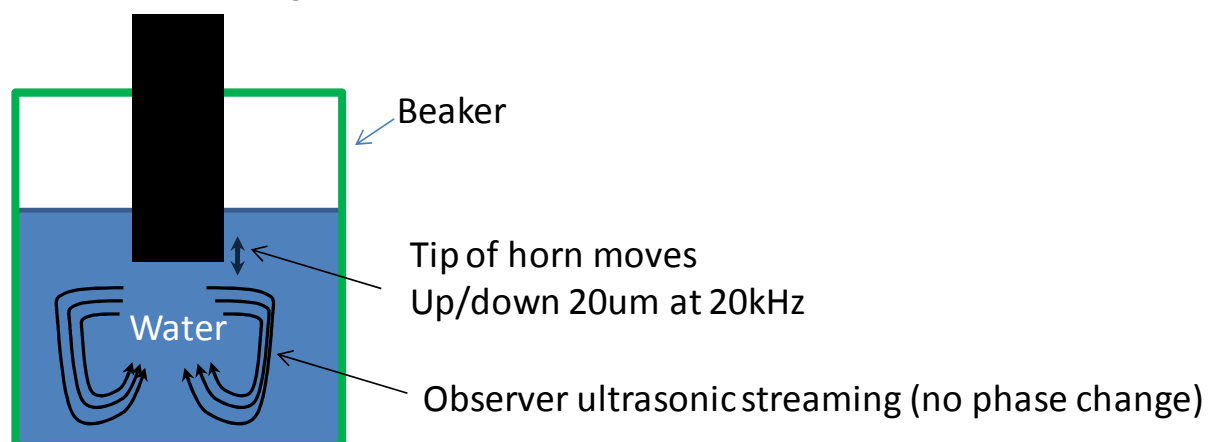 Beaker
Tip of horn moves
Up/down 20um at 20kHz
Water
Observer ultrasonic streaming (no phase change)